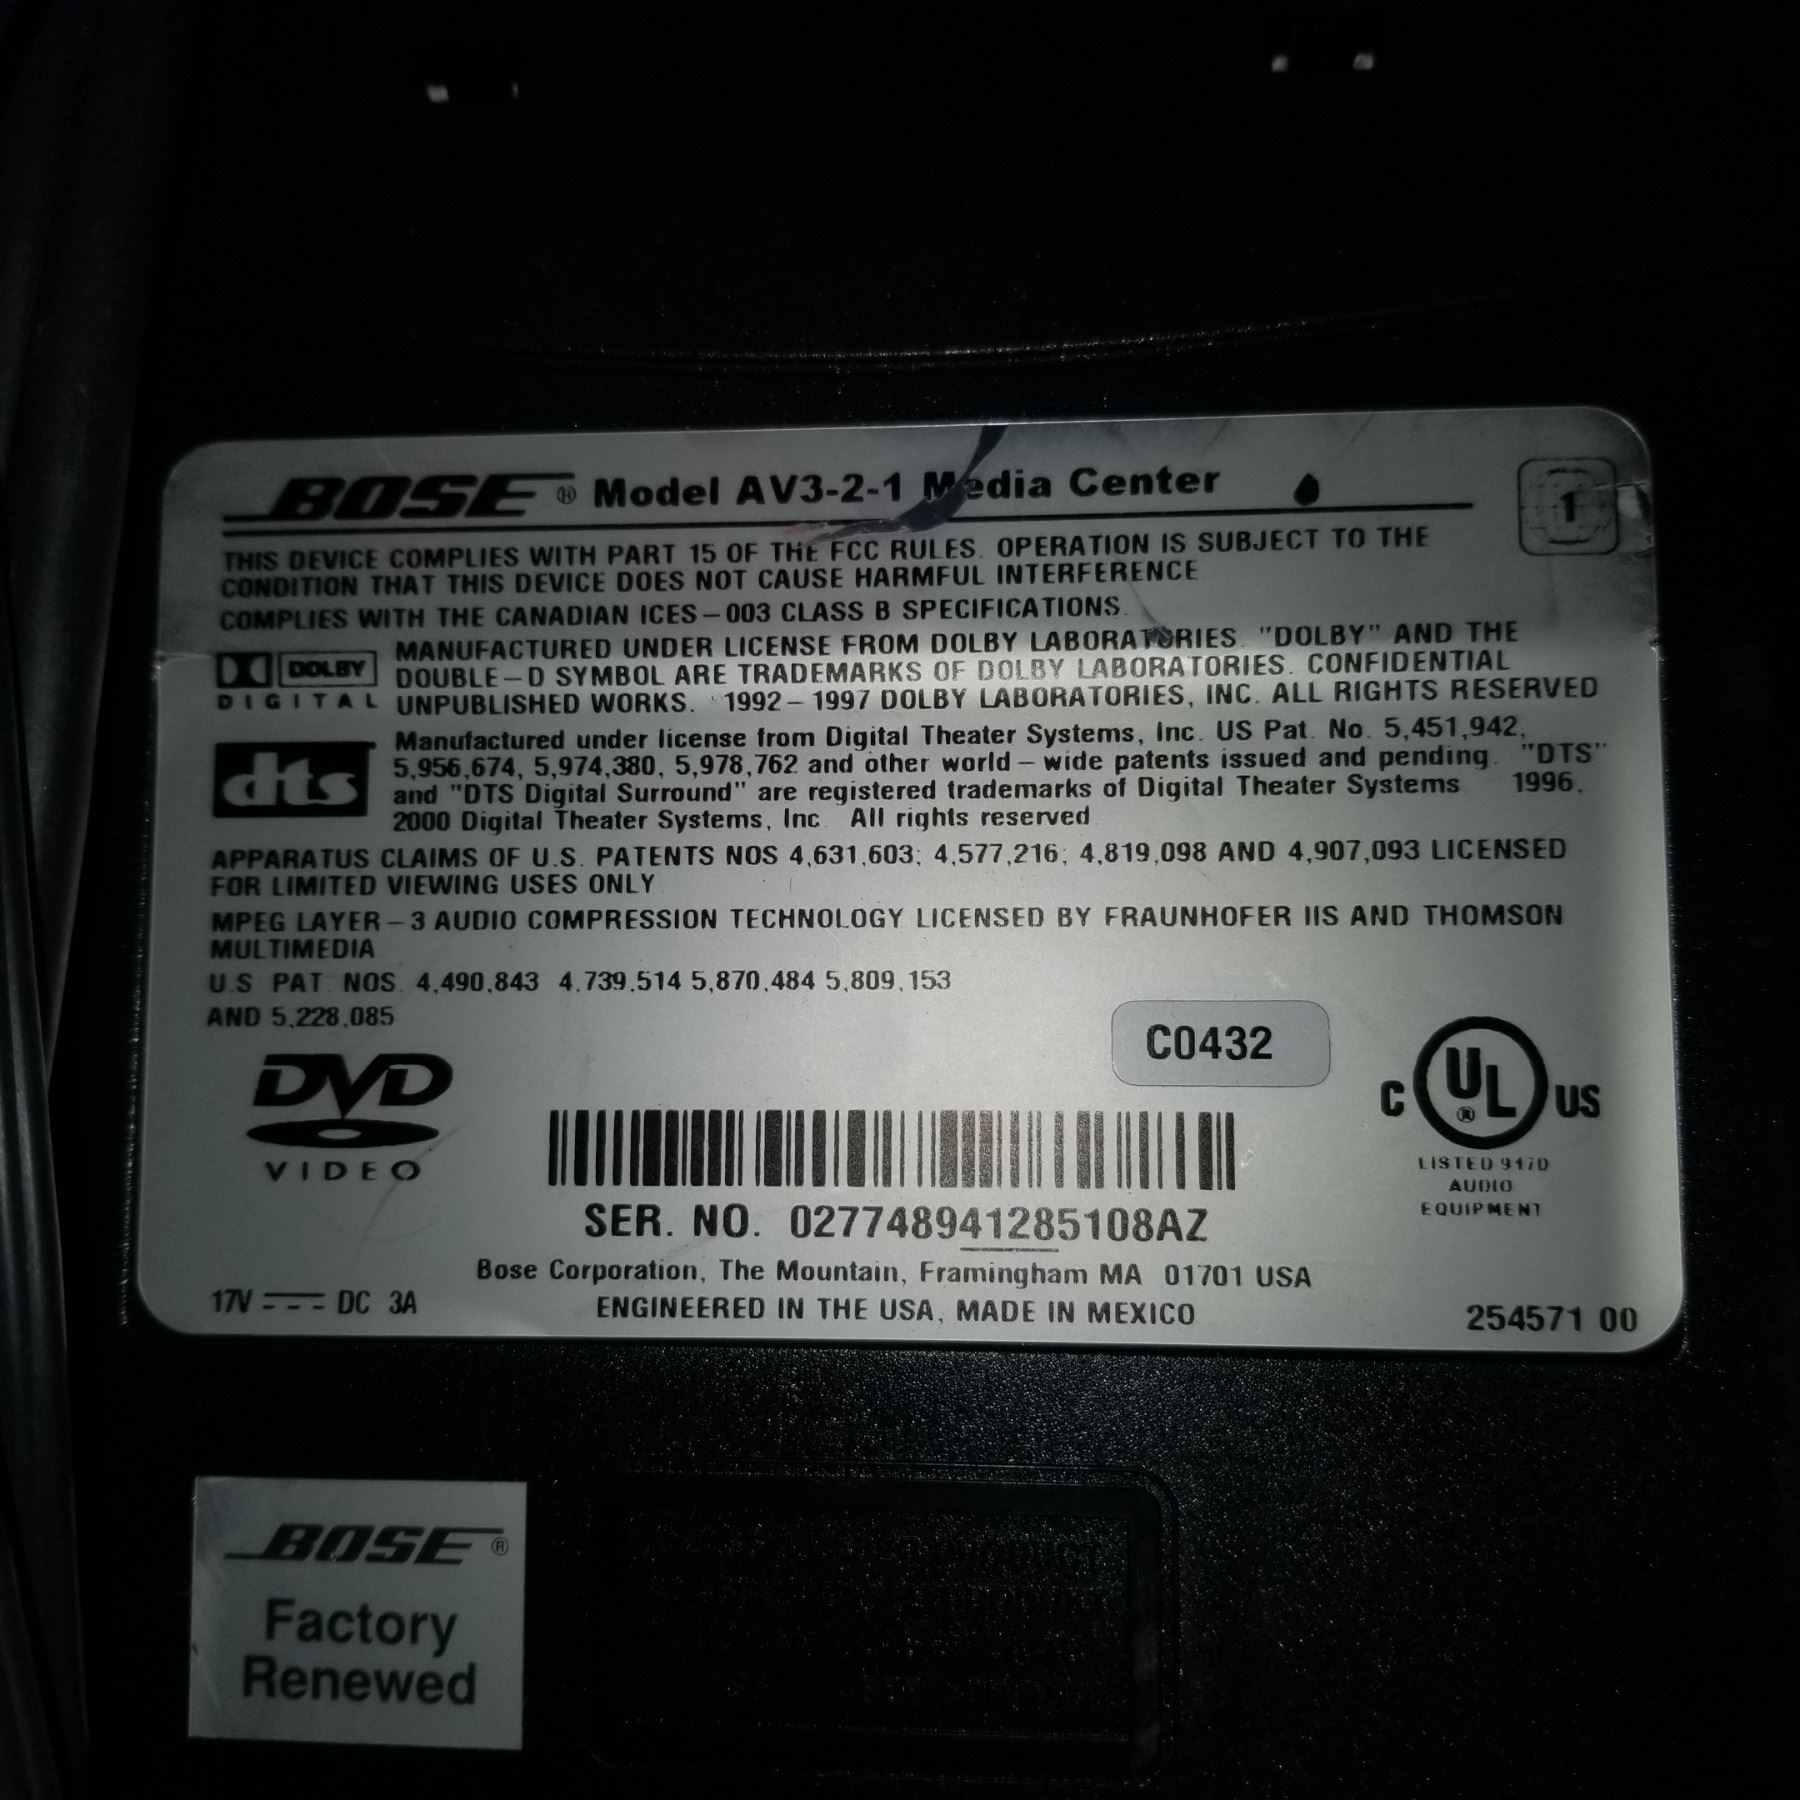 BOSE ® Model AV3-2-1 Media Center
1
THIS DEVICE COMPLIES WITH PART 15 OF THE FCC RULES. OPERATION IS SUBJECT TO THE
CONDITION THAT THIS DEVICE DOES NOT CAUSE HARMFUL INTERFERENCE
COMPLIES WITH THE CANADIAN ICES–003 CLASS B SPECIFICATIONS.
DOLBY
DIGITAL
MANUFACTURED UNDER LICENSE FROM DOLBY LABORATORIES. "DOLBY" AND THE
DOUBLE–D SYMBOL ARE TRADEMARKS OF DOLBY LABORATORIES. CONFIDENTIAL
UNPUBLISHED WORKS. ©1992–1997 DOLBY LABORATORIES, INC. ALL RIGHTS RESERVED
dts
Manufactured under license from Digital Theater Systems, Inc. US Pat. No. 5,451,942,
5,956,674, 5,974,380, 5,978,762 and other world–wide patents issued and pending. "DTS"
and "DTS Digital Surround" are registered trademarks of Digital Theater Systems 1996,
2000 Digital Theater Systems, Inc. All rights reserved
APPARATUS CLAIMS OF U.S. PATENTS NOS 4,631,603; 4,577,216; 4,819,098 AND 4,907,093 LICENSED
FOR LIMITED VIEWING USES ONLY
MPEG LAYER–3 AUDIO COMPRESSION TECHNOLOGY LICENSED BY FRAUNHOFER IIS AND THOMSON
MULTIMEDIA
U.S PAT. NOS. 4,490,843 4,739,514 5,870,484 5,809,153
AND 5,228,085
DVD
VIDEO
C0432
C UL ® US
LISTED 917D
AUDIO
EQUIPMENT
SER. NO. 027748941285108AZ
Bose Corporation, The Mountain, Framingham MA 01701 USA
17V DC 3A
ENGINEERED IN THE USA, MADE IN MEXICO
254571 00
BOSE ®
Factory
Renewed